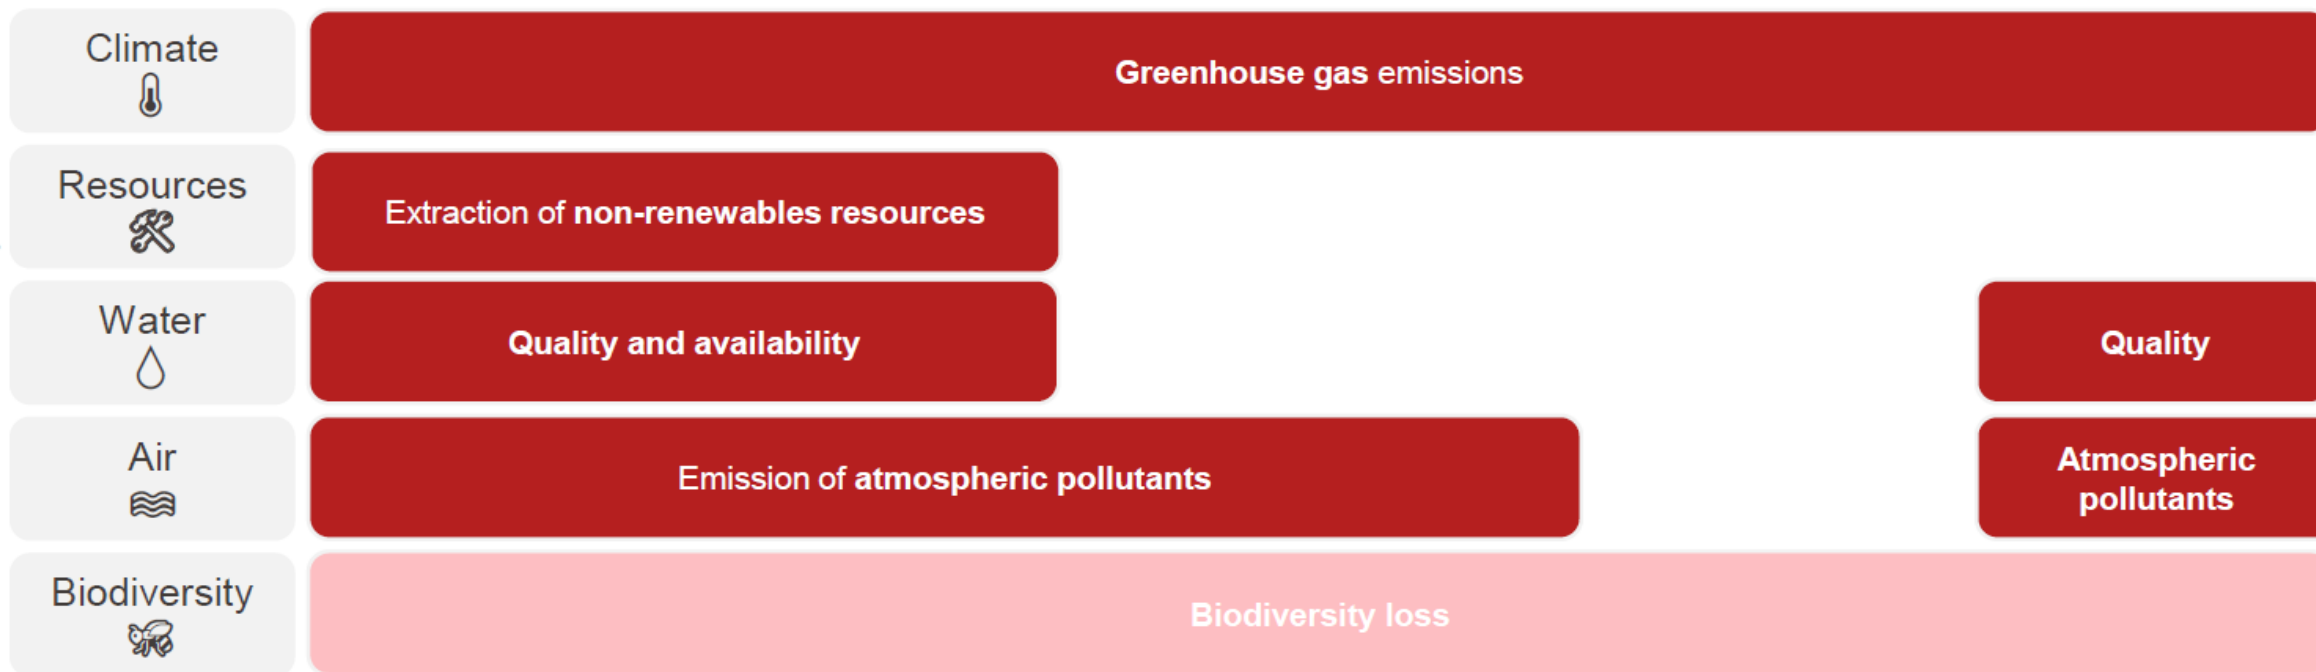 Climate
Greenhouse gas emissions
Resources
Extraction of non-renewables resources
Water
Quality and availability
Quality
Air
Emission of atmospheric pollutants
Atmospheric
pollutants
Biodiversity
Biodiversity loss